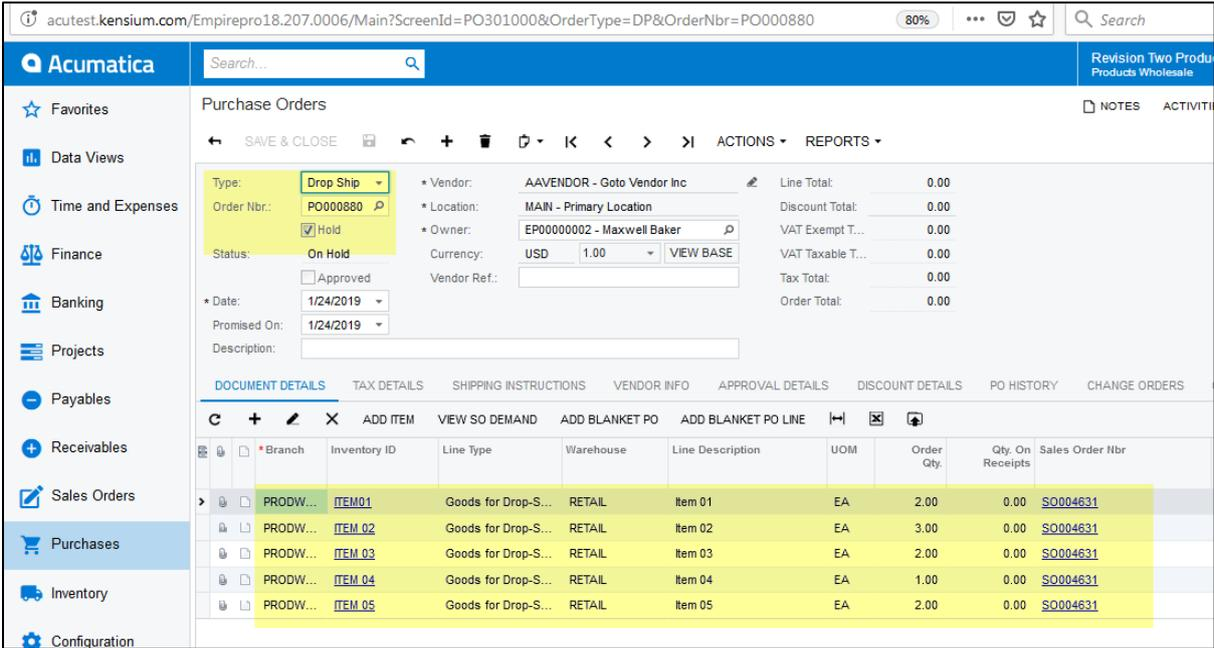 acutest.kensium.com/Empirepro18.207.0006/Main?ScreenId=PO301000&OrderType=DP&OrderNbr=PO000880 80% Search
Acumatica Search... Revision Two Produ
Products Wholesale
Favorites
Data Views
Time and Expenses
Finance
Banking
Projects
Payables
Receivables
Sales Orders
Purchases
Inventory
Configuration
Purchase Orders NOTES ACTIVITI
SAVE & CLOSE ACTIONS REPORTS
Type: Drop Ship * Vendor: AAVENDOR - Goto Vendor Inc Line Total: 0.00
Order Nbr.: PO000880 * Location: MAIN - Primary Location Discount Total: 0.00
Hold * Owner: EP00000002 - Maxwell Baker VAT Exempt T... 0.00
Status: On Hold Currency: USD 1.00 VIEW BASE VAT Taxable T... 0.00
Approved Vendor Ref.: Tax Total: 0.00
* Date: 1/24/2019 Order Total: 0.00
Promised On: 1/24/2019
Description:
DOCUMENT DETAILS TAX DETAILS SHIPPING INSTRUCTIONS VENDOR INFO APPROVAL DETAILS DISCOUNT DETAILS PO HISTORY CHANGE ORDERS
ADD ITEM VIEW SO DEMAND ADD BLANKET PO ADD BLANKET PO LINE
* Branch Inventory ID Line Type Warehouse Line Description UOM Order Qty. Qty. On Receipts Sales Order Nbr
PRODW... ITEM01 Goods for Drop-S... RETAIL Item 01 EA 2.00 0.00 SO004631
PRODW... ITEM 02 Goods for Drop-S... RETAIL Item 02 EA 3.00 0.00 SO004631
PRODW... ITEM 03 Goods for Drop-S... RETAIL Item 03 EA 2.00 0.00 SO004631
PRODW... ITEM 04 Goods for Drop-S... RETAIL Item 04 EA 1.00 0.00 SO004631
PRODW... ITEM 05 Goods for Drop-S... RETAIL Item 05 EA 2.00 0.00 SO004631